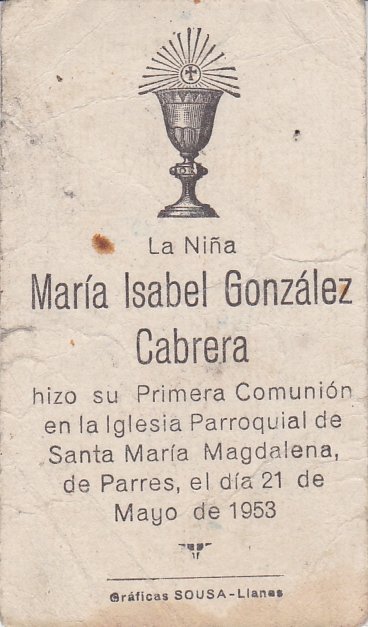 La Niña
María Isabel González
Cabrera
hizo su Primera Comunión
en la Iglesia Parroquial de
Santa María Magdalena,
de Parres, el día 21 de
Mayo de 1953
Gráficas SOUSA-Llanes